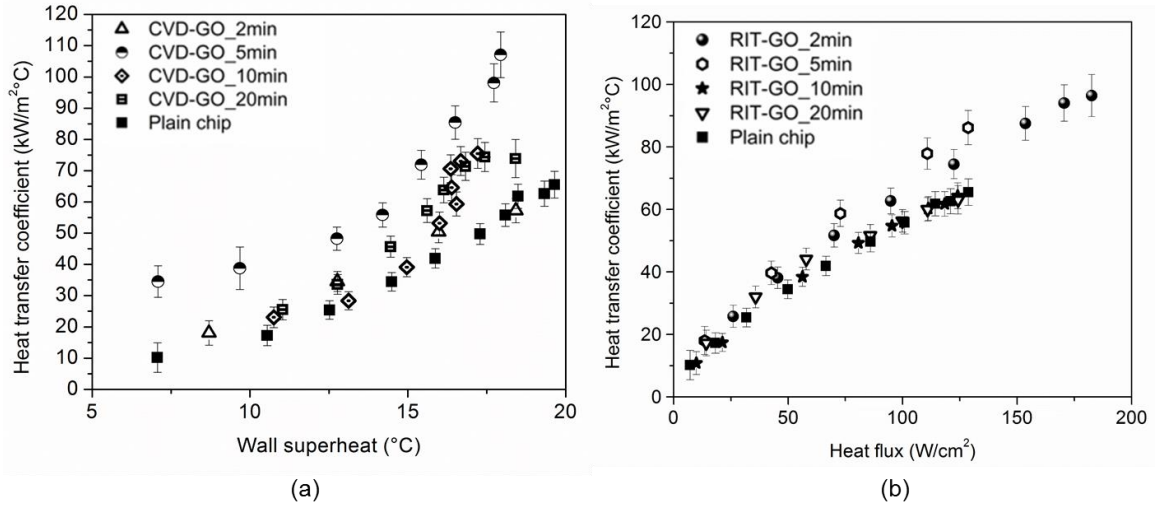 120
110
100
90
80
70
60
50
40
30
20
10
0
Heat transfer coefficient (kW/m²°C)
CVD-GO_2min
CVD-GO_5min
CVD-GO_10min
CVD-GO_20min
Plain chip
5 10 15 20
Wall superheat (°C)
(a)
120
100
80
60
40
20
0
Heat transfer coefficient (kW/m²°C)
RIT-GO_2min
RIT-GO_5min
RIT-GO_10min
RIT-GO_20min
Plain chip
0 50 100 150 200
Heat flux (W/cm²)
(b)